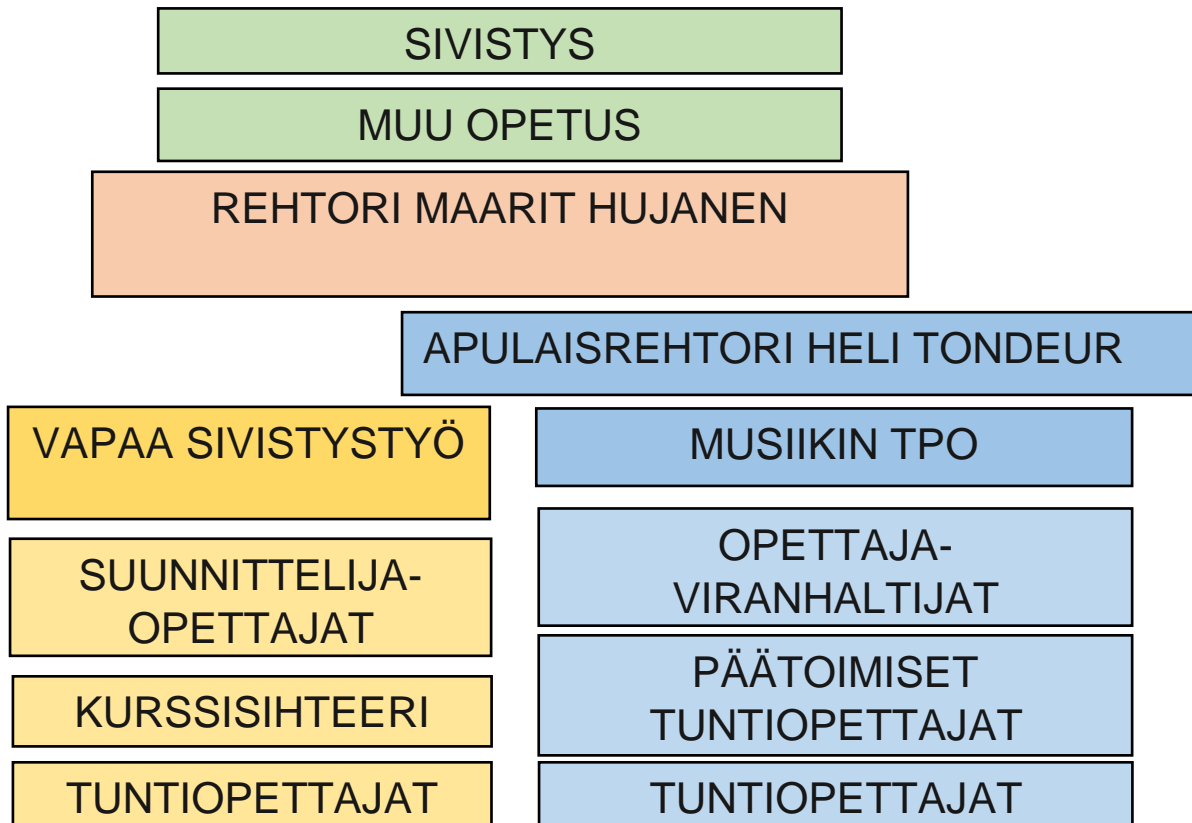 SIVISTYS
MUU OPETUS
REHTORI MAARIT HUJANEN
APULAISREHTORI HELI TONDEUR
VAPAA SIVISTYSTYÖ
SUUNNITTELIJA-
OPETTAJAT
KURSSISIHTEERI
TUNTIOPETTAJAT
MUSIIKIN TPO
OPETTAJA-
VIRANHALTIJAT
PÄÄTOIMISET
TUNTIOPETTAJAT
TUNTIOPETTAJAT